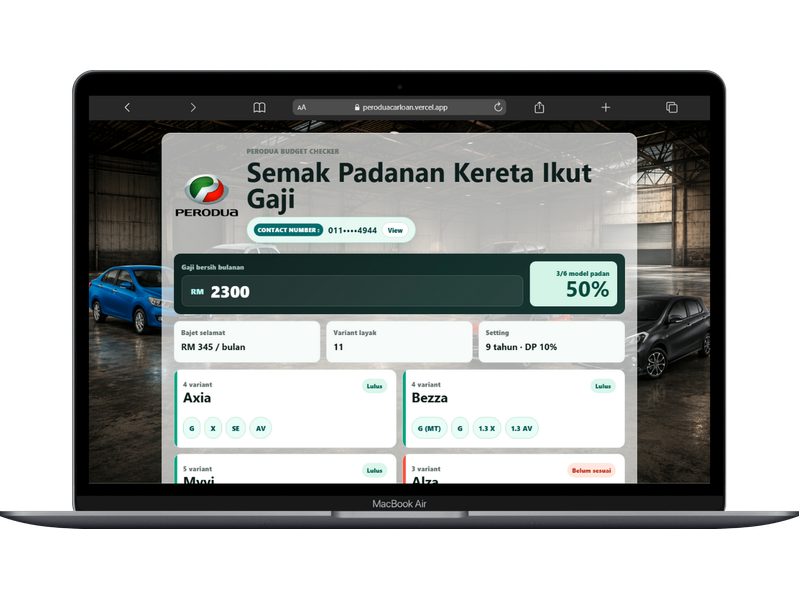 AA peroduacarloan.vercel.app
PERODUA BUDGET CHECKER
Semak Padanan Kereta Ikut
Gaji
PERODUA
CONTACT NUMBER : 011••••4944 View
Gaji bersih bulanan
RM 2300
3/6 model padan
50%
Bajet selamat
RM 345 / bulan
Variant layak
11
Setting
9 tahun · DP 10%
4 variant
Lulus
Axia
G X SE AV
4 variant
Lulus
Bezza
G (MT) G 1.3 X 1.3 AV
5 variant
Lulus
Myvi
3 variant
Belum sesuai
Alza
MacBook Air